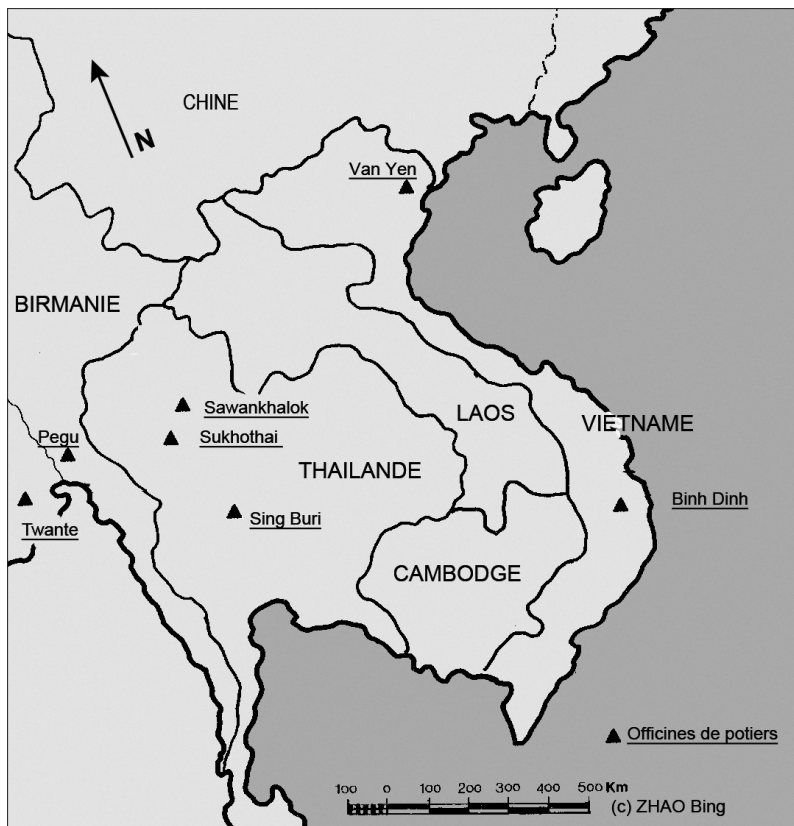 CHINE
N
Van Yen
BIRMANIE
Sawankhalok
LAOS
VIETNAME
Pegu
Sukhothai
THAILANDE
Binh Dinh
Twante
Sing Buri
CAMBODGE
Officines de potiers
100 0 100 200 300 400 500 Km
(c) ZHAO Bing